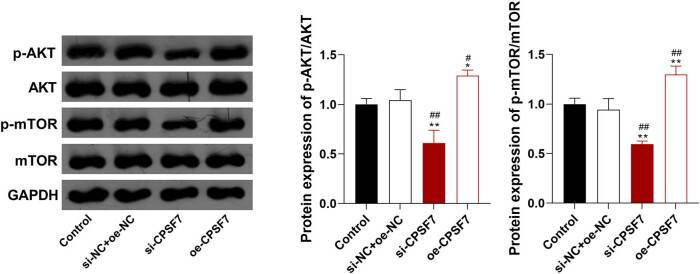 p-AKT
AKT
p-mTOR
mTOR
GAPDH
Control
si-NC+oe-NC
si-CPSF7
oe-CPSF7
Protein expression of p-AKT/AKT
1.5
1.0
0.5
0.0
##
**
#
*
Control
si-NC+oe-NC
si-CPSF7
oe-CPSF7
Protein expression of p-mTOR/mTOR
1.5
1.0
0.5
0.0
##
**
##
**
Control
si-NC+oe-NC
si-CPSF7
oe-CPSF7